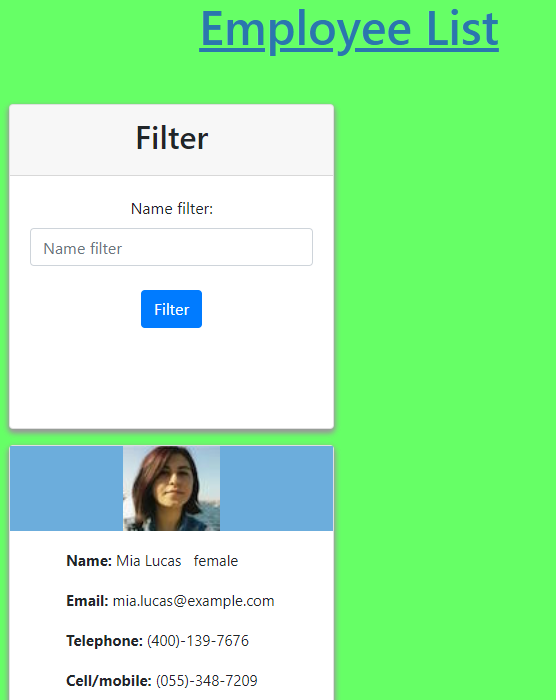 Employee List
Filter
Name filter:
Name filter
Filter
Name: Mia Lucas female
Email: mia.lucas@example.com
Telephone: (400)-139-7676
Cell/mobile: (055)-348-7209